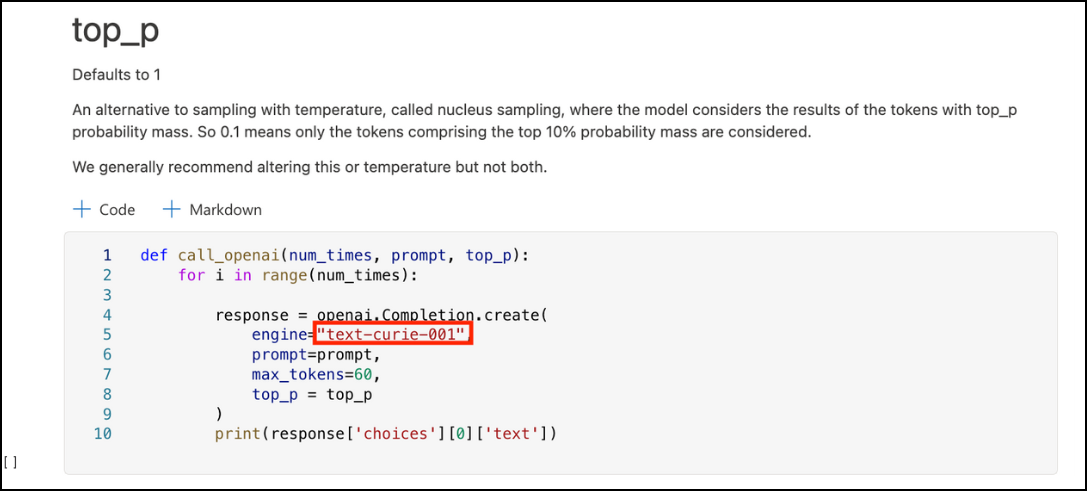 top_p
Defaults to 1
An alternative to sampling with temperature, called nucleus sampling, where the model considers the results of the tokens with top_p
probability mass. So 0.1 means only the tokens comprising the top 10% probability mass are considered.
We generally recommend altering this or temperature but not both.
+ Code + Markdown
1 def call_openai(num_times, prompt, top_p):
2     for i in range(num_times):
3
4         response = openai.Completion.create(
5             engine="text-curie-001",
6             prompt=prompt,
7             max_tokens=60,
8             top_p = top_p
9         )
10         print(response['choices'][0]['text'])
[ ]